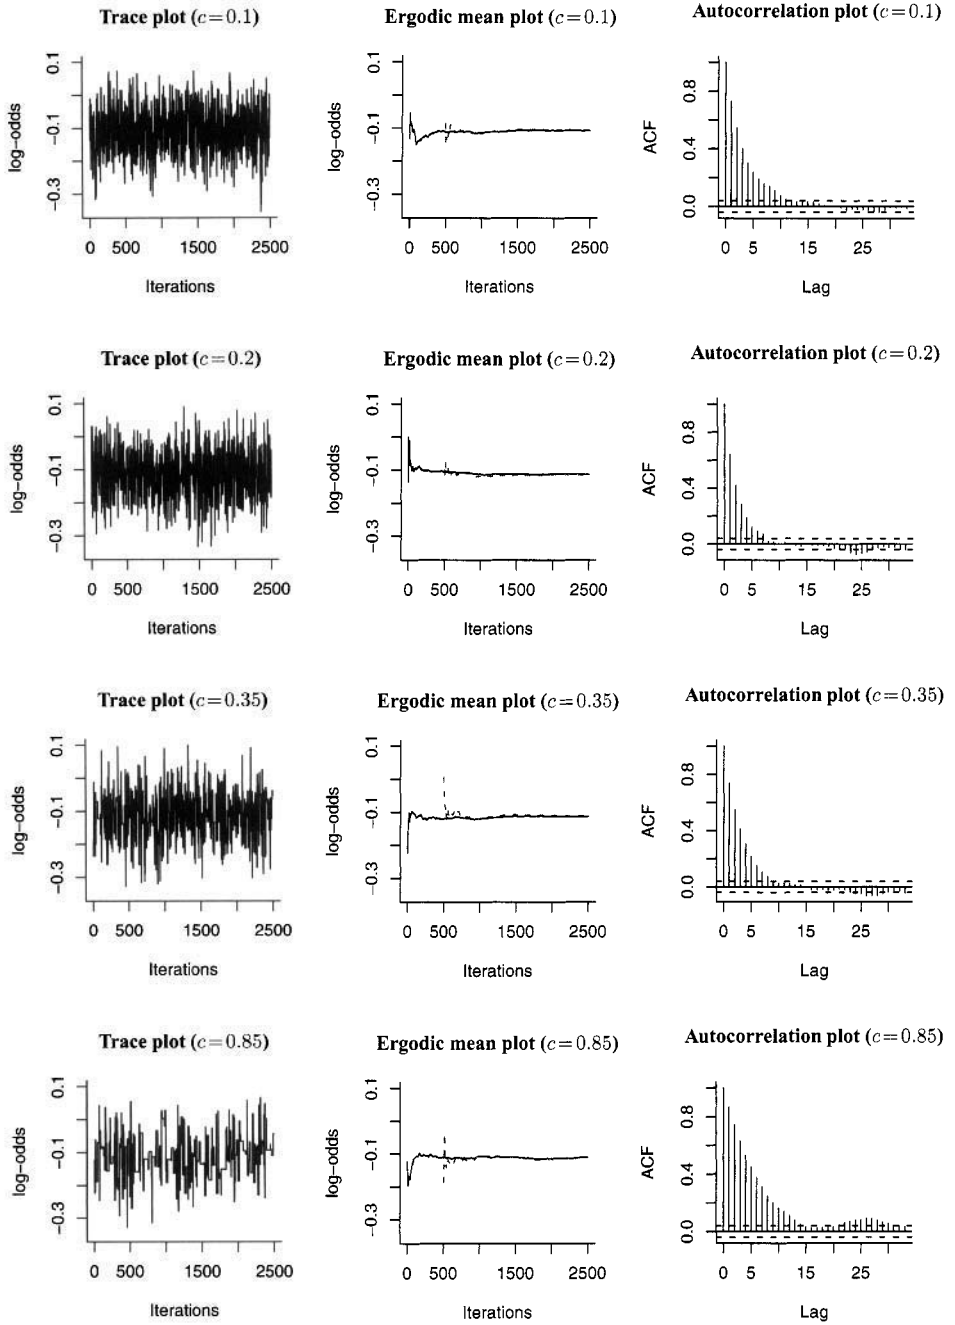 Trace plot (c=0.1)
Ergodic mean plot (c=0.1)
Autocorrelation plot (c=0.1)
log−odds
0.1
−0.1
−0.3
0 500 1500 2500
Iterations
log−odds
0.1
−0.1
−0.3
0 500 1500 2500
Iterations
ACF
0.8
0.4
0.0
0 5 15 25
Lag
Trace plot (c=0.2)
Ergodic mean plot (c=0.2)
Autocorrelation plot (c=0.2)
log−odds
0.1
−0.1
−0.3
0 500 1500 2500
Iterations
log−odds
0.1
−0.1
−0.3
0 500 1500 2500
Iterations
ACF
0.8
0.4
0.0
0 5 15 25
Lag
Trace plot (c=0.35)
Ergodic mean plot (c=0.35)
Autocorrelation plot (c=0.35)
log−odds
0.1
−0.1
−0.3
0 500 1500 2500
Iterations
log−odds
0.1
−0.1
−0.3
0 500 1500 2500
Iterations
ACF
0.8
0.4
0.0
0 5 15 25
Lag
Trace plot (c=0.85)
Ergodic mean plot (c=0.85)
Autocorrelation plot (c=0.85)
log−odds
0.1
−0.1
−0.3
0 500 1500 2500
Iterations
log−odds
0.1
−0.1
−0.3
0 500 1500 2500
Iterations
ACF
0.8
0.4
0.0
0 5 15 25
Lag